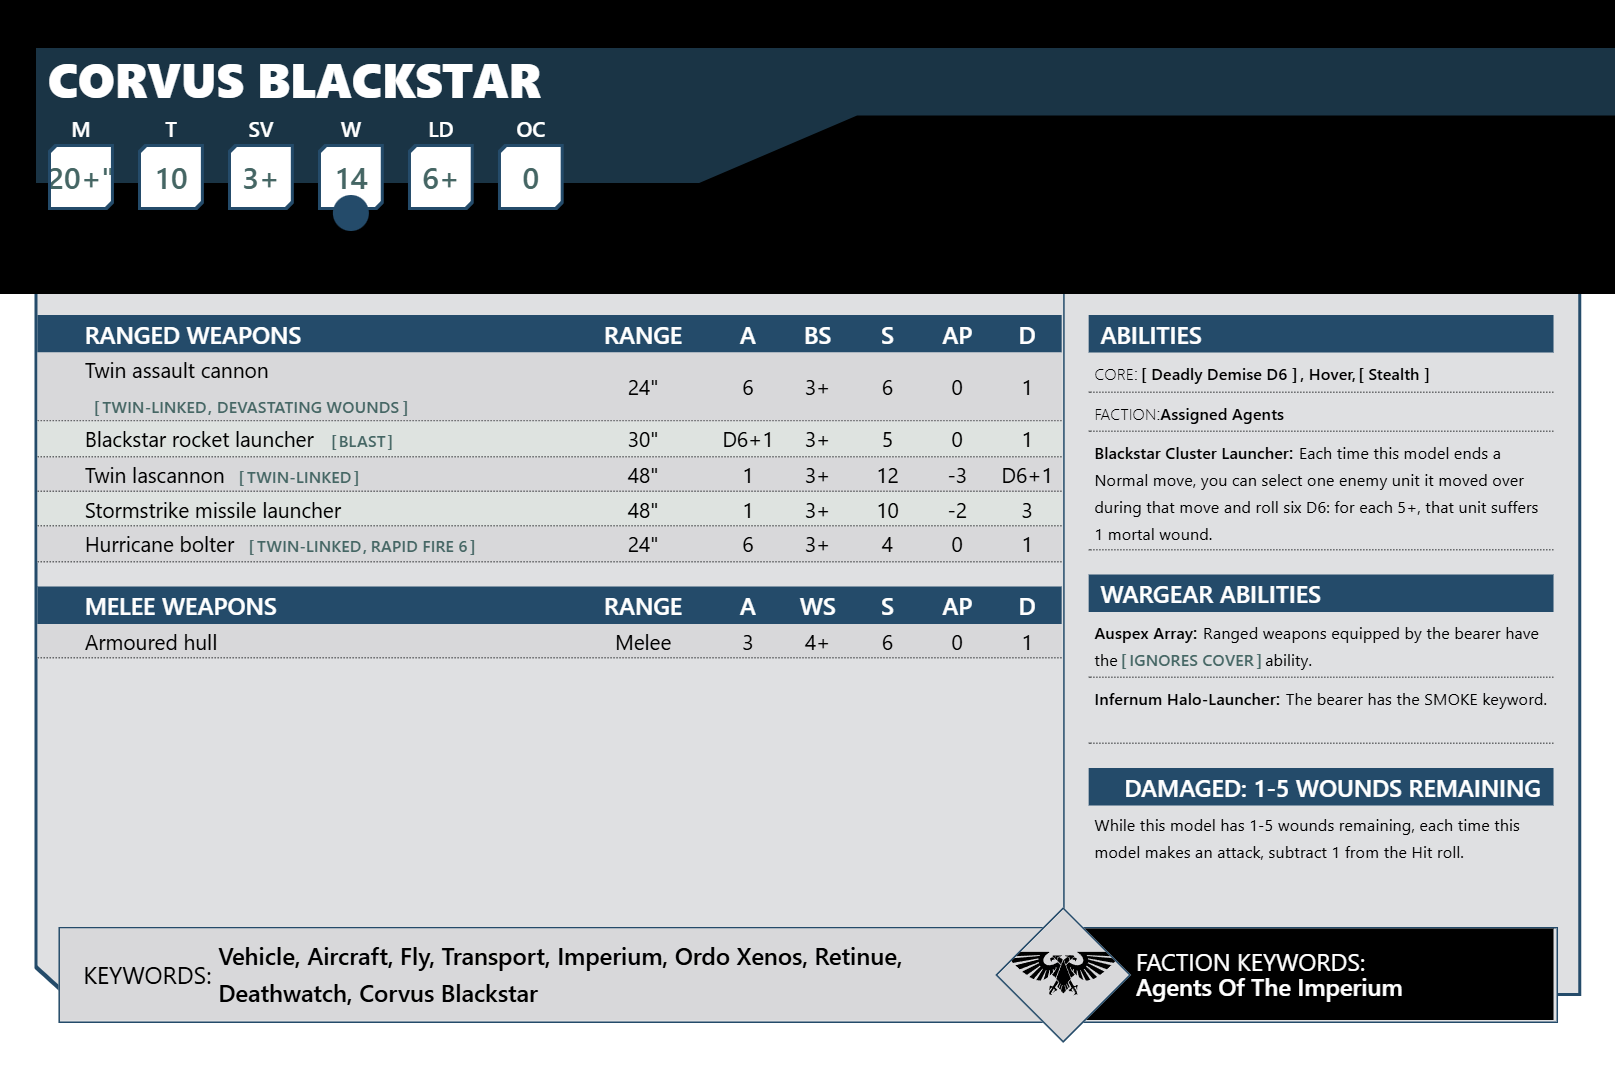 CORVUS BLACKSTAR
M T SV W LD OC
20+" 10 3+ 14 6+ 0
RANGED WEAPONS RANGE A BS S AP D
Twin assault cannon
[TWIN-LINKED, DEVASTATING WOUNDS] 24" 6 3+ 6 0 1
Blackstar rocket launcher [BLAST] 30" D6+1 3+ 5 0 1
Twin lascannon [TWIN-LINKED] 48" 1 3+ 12 -3 D6+1
Stormstrike missile launcher 48" 1 3+ 10 -2 3
Hurricane bolter [TWIN-LINKED, RAPID FIRE 6] 24" 6 3+ 4 0 1
MELEE WEAPONS RANGE A WS S AP D
Armoured hull Melee 3 4+ 6 0 1
ABILITIES
CORE: [ Deadly Demise D6 ], Hover, [ Stealth ]
FACTION:Assigned Agents
Blackstar Cluster Launcher: Each time this model ends a
Normal move, you can select one enemy unit it moved over
during that move and roll six D6: for each 5+, that unit suffers
1 mortal wound.
WARGEAR ABILITIES
Auspex Array: Ranged weapons equipped by the bearer have
the [IGNORES COVER] ability.
Infernum Halo-Launcher: The bearer has the SMOKE keyword.
DAMAGED: 1-5 WOUNDS REMAINING
While this model has 1-5 wounds remaining, each time this
model makes an attack, subtract 1 from the Hit roll.
KEYWORDS: Vehicle, Aircraft, Fly, Transport, Imperium, Ordo Xenos, Retinue,
Deathwatch, Corvus Blackstar
FACTION KEYWORDS:
Agents Of The Imperium